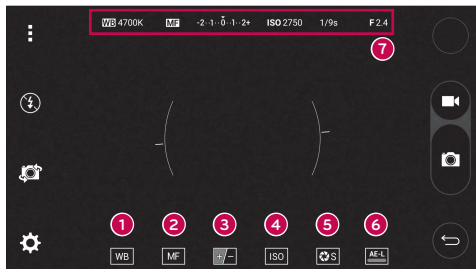 WB 4700K MF -2··1··0··1··2+ ISO 2750 1/9s F 2.4
7
1 2 3 4 5 6
WB MF +/- ISO S AE-L